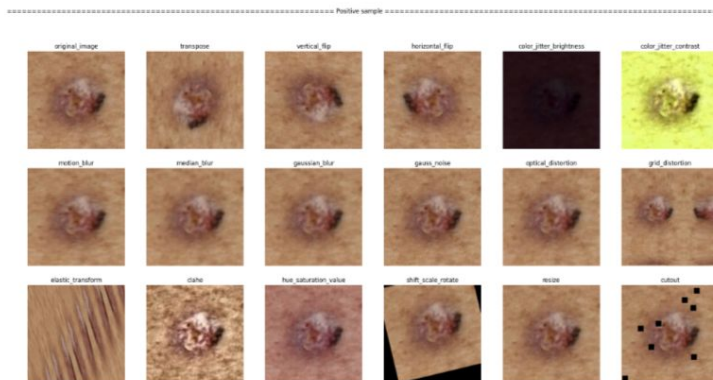 ============ Positive sample ============
original_image transpose vertical_flip horizontal_flip color_jitter_brightness color_jitter_contrast
motion_blur median_blur gaussian_blur gauss_noise optical_distortion grid_distortion
elastic_transform clahe hue_saturation_value shift_scale_rotate resize cutout